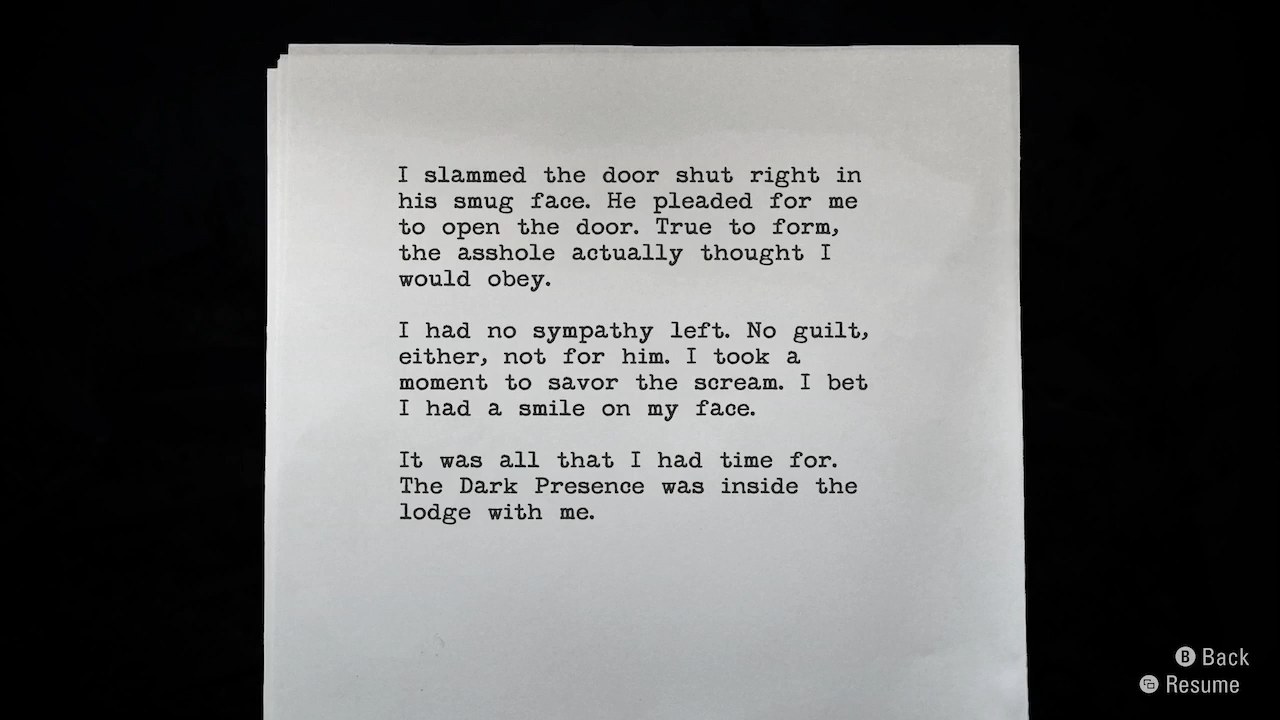 I slammed the door shut right in
his smug face. He pleaded for me
to open the door. True to form,
the asshole actually thought I
would obey.
I had no sympathy left. No guilt,
either, not for him. I took a
moment to savor the scream. I bet
I had a smile on my face.
It was all that I had time for.
The Dark Presence was inside the
lodge with me.
B Back
Resume